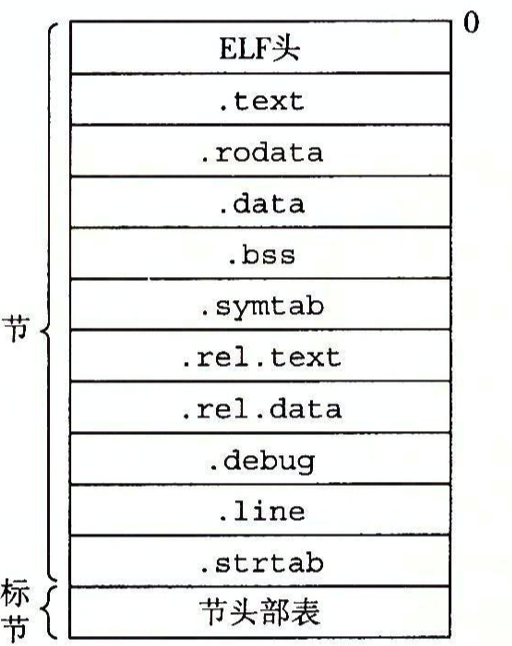 0
ELF头
.text
.rodata
.data
.bss
.symtab
.rel.text
.rel.data
.debug
.line
.strtab
节头部表
节
标
节